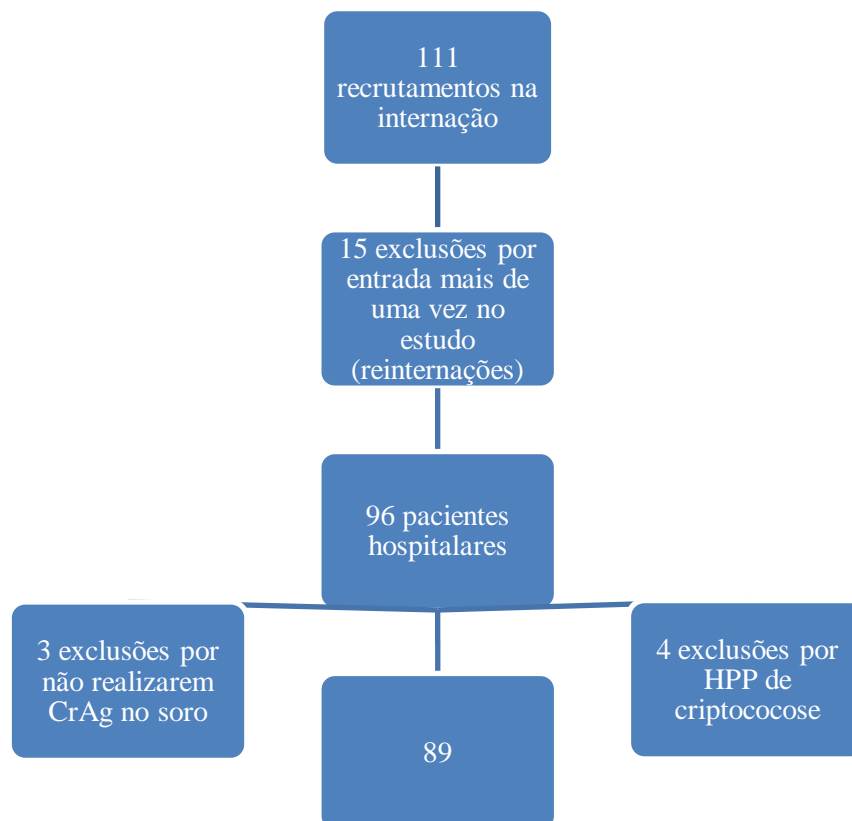 111
recrutamentos na
internação
15 exclusões por
entrada mais de
uma vez no
estudo
(reinternações)
96 pacientes
hospitalares
3 exclusões por
não realizarem
CrAg no soro
89
4 exclusões por
HPP de
criptococose